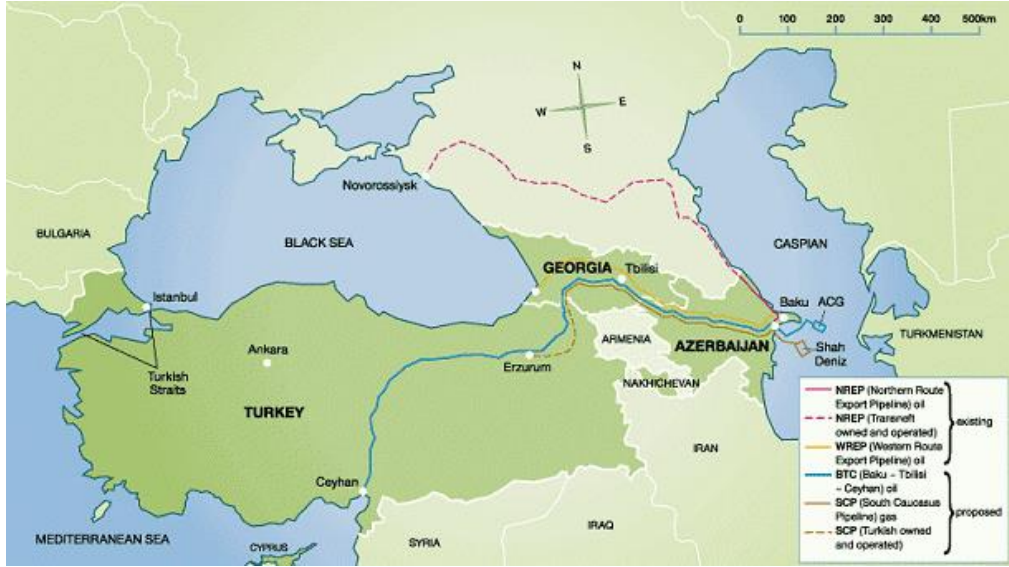 0 100 200 300 400 500km
N
W E
S
Novorossiysk
BULGARIA
BLACK SEA
CASPIAN
GEORGIA
Tbilisi
Istanbul
Baku ACG
TURKMENISTAN
ARMENIA
AZERBAIJAN
Shah
Deniz
Ankara
Erzurum
Turkish
Straits
NAKHICHEVAN
TURKEY
IRAN
Ceyhan
MEDITERRANEAN SEA
CYPRUS
SYRIA
IRAQ
NREP (Northern Route
Export Pipeline) oil
NREP (Transneft
owned and operated)
WREP (Western Route
Export Pipeline) oil
existing
BTC (Baku - Tbilisi
- Ceyhan) oil
SCP (South Caucasus
Pipeline) gas
SCP (Turkish owned
and operated)
proposed